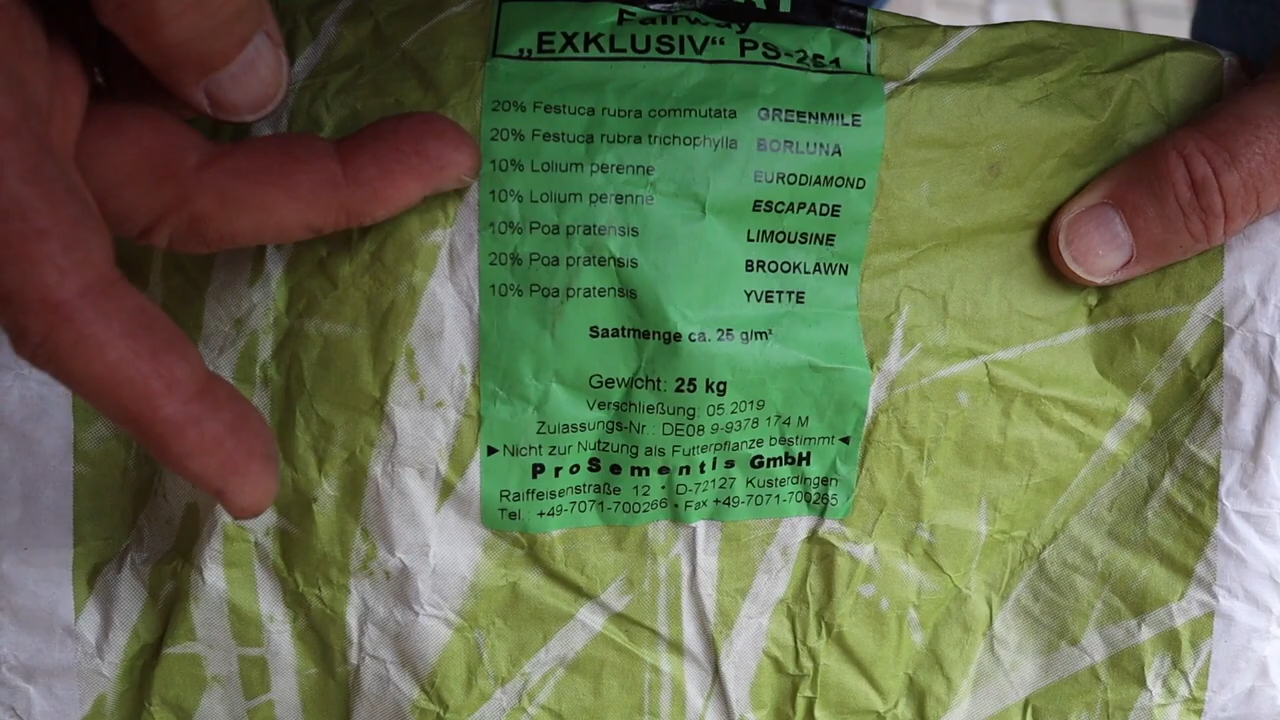 Fairway
„EXKLUSIV“ PS-251
20% Festuca rubra commutata GREENMILE
20% Festuca rubra trichophylla BORLUNA
10% Lolium perenne EURODIAMOND
10% Lolium perenne ESCAPADE
10% Poa pratensis LIMOUSINE
20% Poa pratensis BROOKLAWN
10% Poa pratensis YVETTE
Saatmenge ca. 25 g/m²
Gewicht: 25 kg
Verschließung: 05 2019
Zulassungs-Nr.: DE08 9-9378 174 M
►Nicht zur Nutzung als Futterpflanze bestimmt◄
ProSementis GmbH
Raiffeisenstraße 12 • D-72127 Kusterdingen
Tel.: +49-7071-700266 • Fax +49-7071-700265